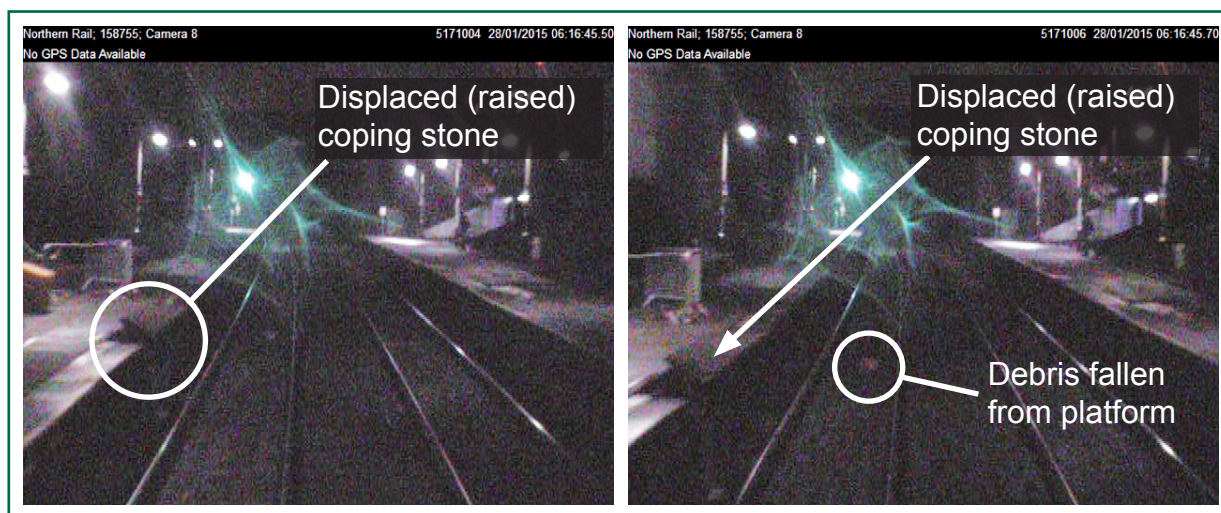 Northern Rail; 158755; Camera 8 5171004 28/01/2015 06:16:45.50
No GPS Data Available
Displaced (raised)
coping stone
Northern Rail; 158755; Camera 8 5171006 28/01/2015 06:16:45.70
No GPS Data Available
Displaced (raised)
coping stone
Debris fallen
from platform